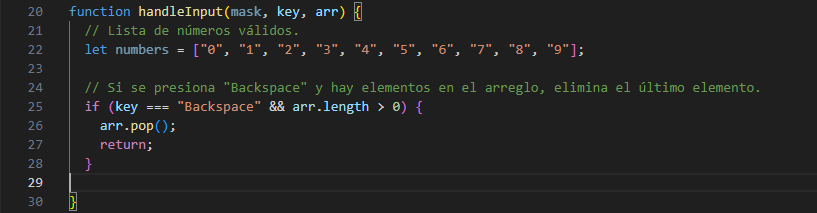 20 function handleInput(mask, key, arr) {
21 // Lista de números válidos.
22 let numbers = ["0", "1", "2", "3", "4", "5", "6", "7", "8", "9"];
23
24 // Si se presiona "Backspace" y hay elementos en el arreglo, elimina el último elemento.
25 if (key === "Backspace" && arr.length > 0) {
26 arr.pop();
27 return;
28 }
29
30 }